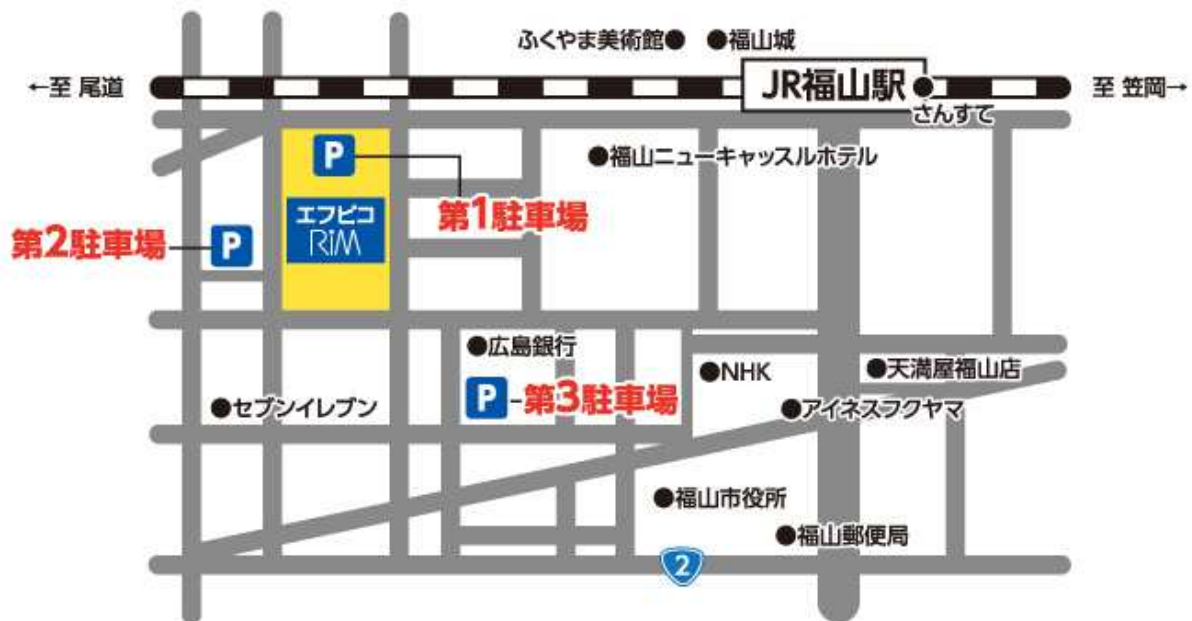 ふくやま美術館● ●福山城
←至 尾道
JR福山駅
至 笠岡→
さんすて
P
●福山ニューキャッスルホテル
エフピコ
RiM
第1駐車場
第2駐車場
P
●広島銀行
●NHK
●天満屋福山店
P
第3駐車場
●セブンイレブン
●アイネスフクヤマ
●福山市役所
●福山郵便局
2